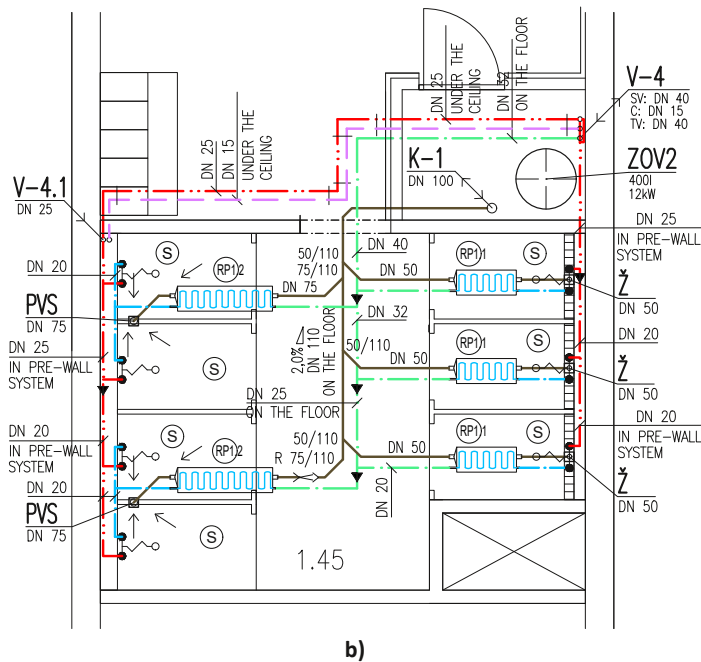 DN 25
UNDER THE
CEILING
DN 32
ON THE FLOOR
V-4
SV: DN 40
C: DN 15
TV: DN 40
DN 25
DN 15
UNDER THE
CEILING
K-1
DN 100
ZOV2
400l
12kW
V-4.1
DN 25
DN 25
IN PRE-WALL
SYSTEM
S
RP1)2
50/110
75/110
DN 75
DN 40
DN 50
RP1)1
S
DN 20
PVS
DN 75
Ž
DN 50
DN 32
DN 20
DN 25
IN PRE-WALL
SYSTEM
S
2,0%
DN 110
ON THE FLOOR
50/110
DN 50
RP1)1
S
Ž
DN 50
DN 25
ON THE FLOOR
DN 20
IN PRE-WALL
SYSTEM
DN 20
IN PRE-WALL
SYSTEM
S
RP1)2
50/110
R 75/110
DN 50
RP1)1
S
DN 20
DN 20
Ž
DN 50
PVS
DN 75
S
1.45
b)